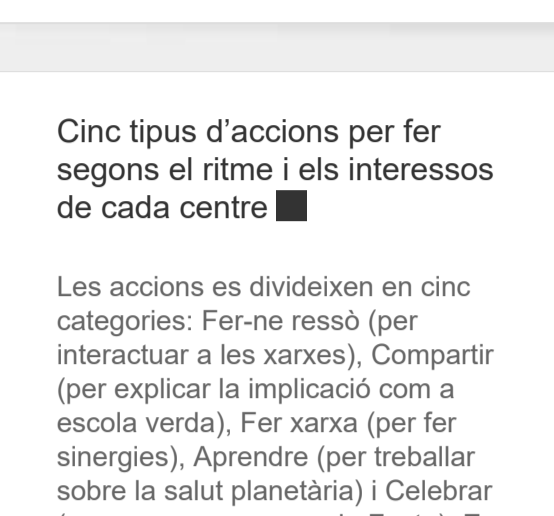 Cinc tipus d’accions per fer
segons el ritme i els interessos
de cada centre
Les accions es divideixen en cinc
categories: Fer-ne ressò (per
interactuar a les xarxes), Compartir
(per explicar la implicació com a
escola verda), Fer xarxa (per fer
sinergies), Aprendre (per treballar
sobre la salut planetària) i Celebrar